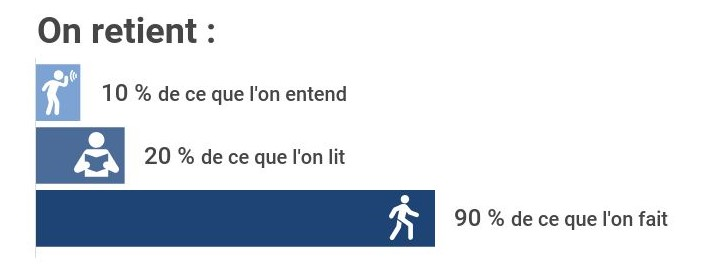 On retient :
10 % de ce que l'on entend
20 % de ce que l'on lit
90 % de ce que l'on fait